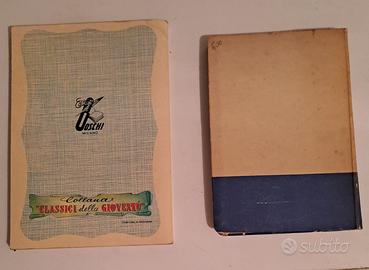 BOSCHI
MILANO
Collana
"CLASSICI della GIOVENTÙ"
subito